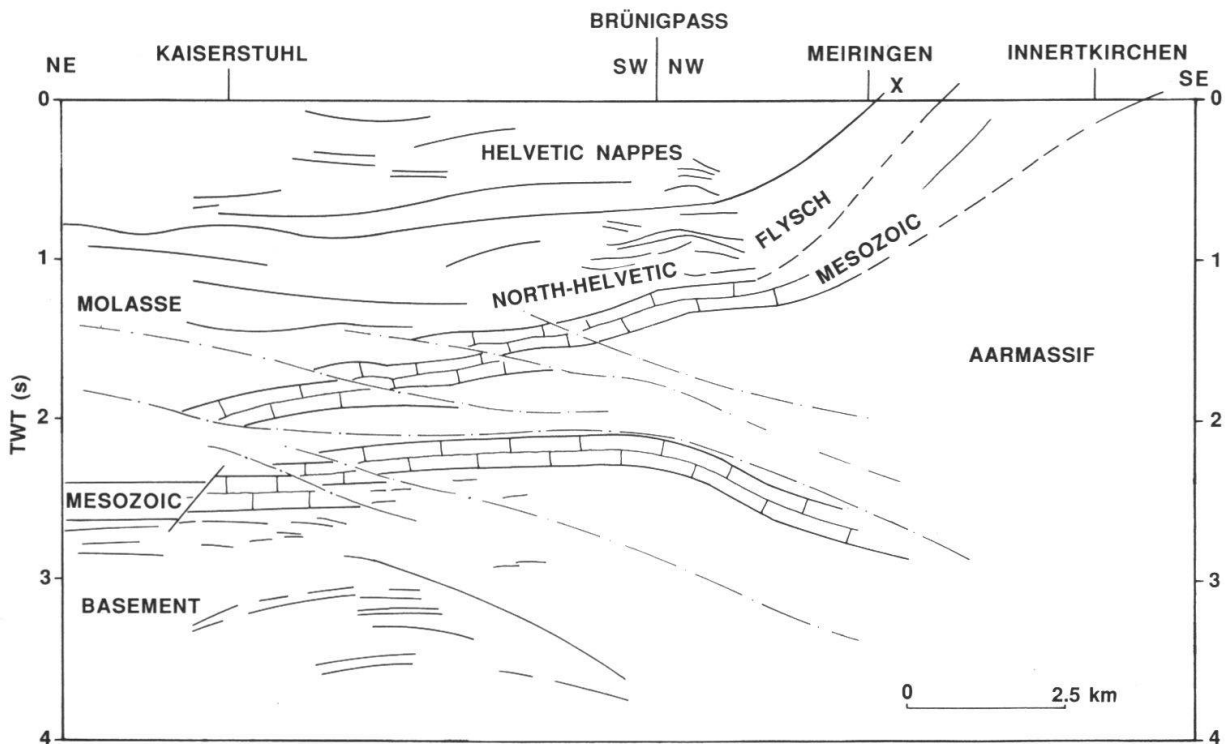 BRÜNIGPASS
NE KAISERSTUHL SW NW MEIRINGEN INNERTKIRCHEN
X SE
0 0
HELVETIC NAPPES
FLYSCH
MESOZOIC
1 1
NORTH-HELVETIC
MOLASSE
AARMASSIF
TWT (s)
2 2
MESOZOIC
3 3
BASEMENT
0 2.5 km
4 4